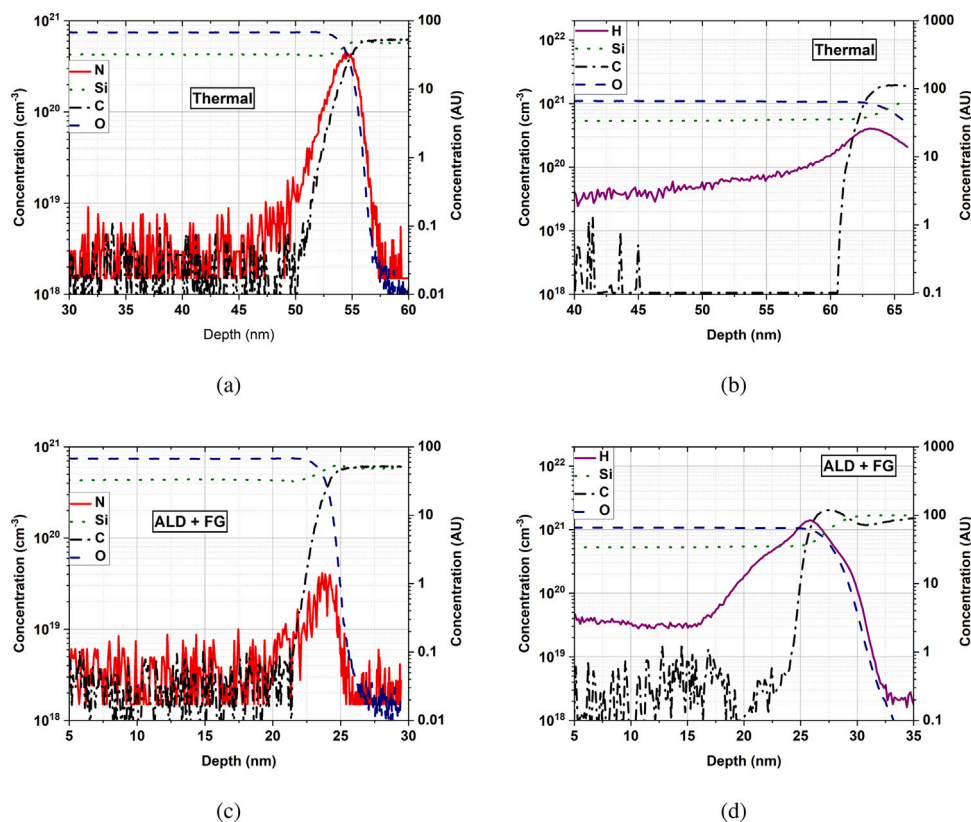 10²¹
10²⁰
10¹⁹
10¹⁸
Concentration (cm⁻³)
N
Si
C
O
Thermal
100
10
1
0.1
0.01
Concentration (AU)
30 35 40 45 50 55 60
Depth (nm)
(a)
10²²
10²¹
10²⁰
10¹⁹
10¹⁸
Concentration (cm⁻³)
H
Si
C
O
Thermal
1000
100
10
1
0.1
Concentration (AU)
40 45 50 55 60 65
Depth (nm)
(b)
10²¹
10²⁰
10¹⁹
10¹⁸
Concentration (cm⁻³)
N
Si
C
O
ALD + FG
100
10
1
0.1
0.01
Concentration (AU)
5 10 15 20 25 30
Depth (nm)
(c)
10²²
10²¹
10²⁰
10¹⁹
10¹⁸
Concentration (cm⁻³)
H
Si
C
O
ALD + FG
1000
100
10
1
0.1
Concentration (AU)
5 10 15 20 25 30 35
Depth (nm)
(d)